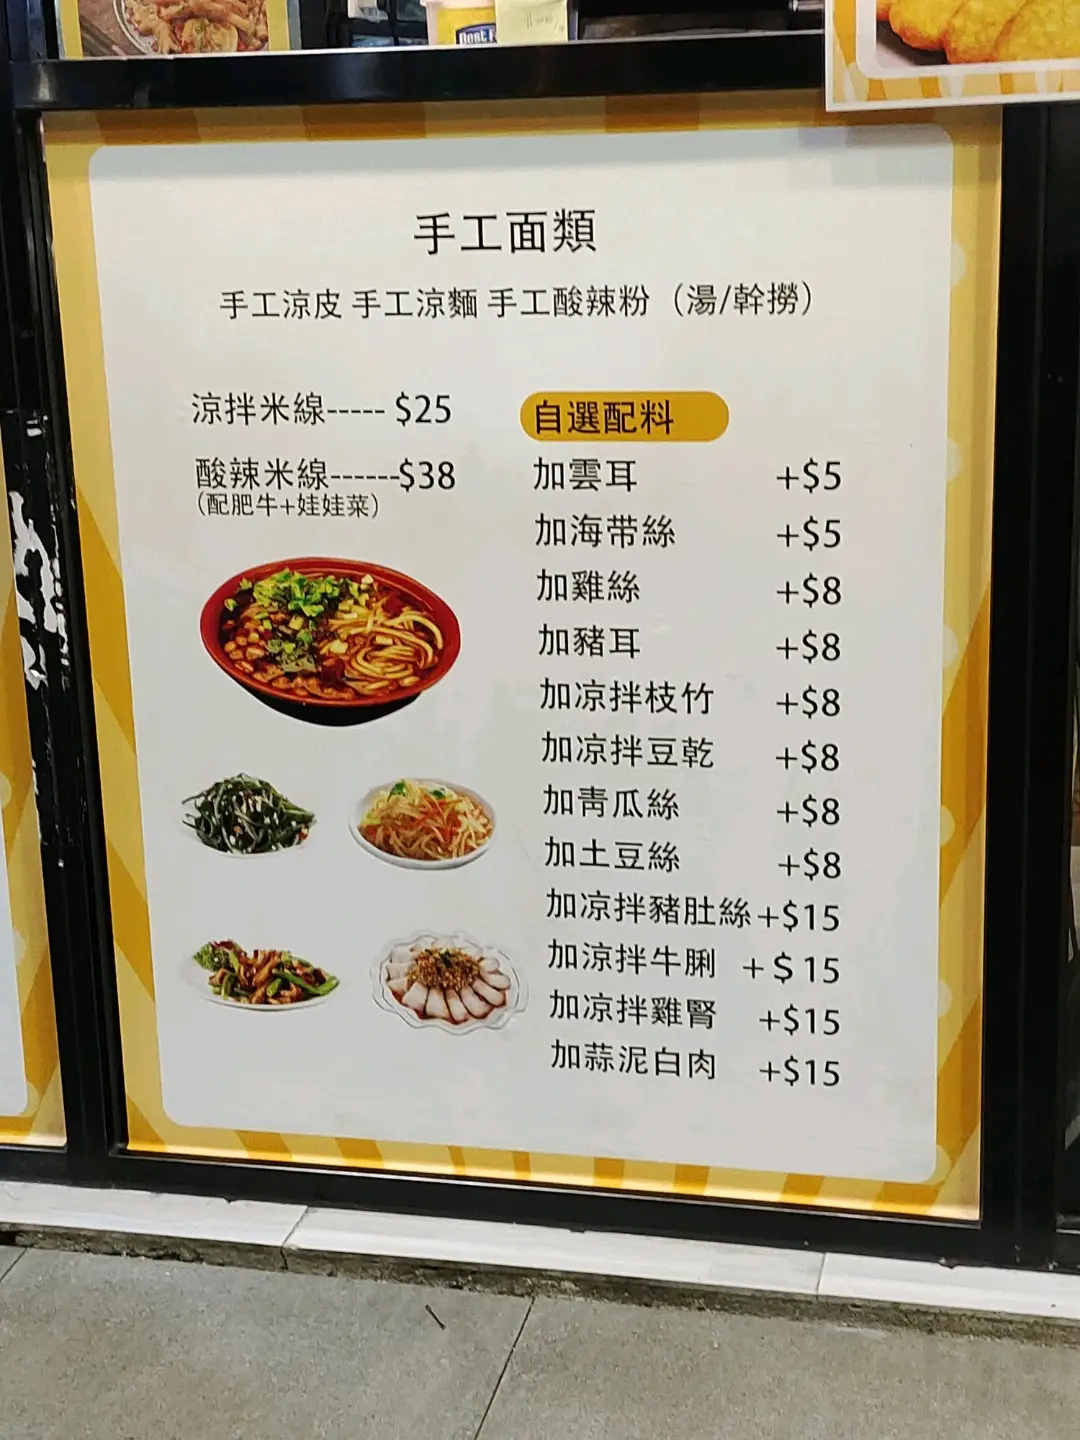 手工面類
手工涼皮 手工涼麵 手工酸辣粉（湯/幹撈）
涼拌米線----- $25
酸辣米線------$38
（配肥牛+娃娃菜）
自選配料
加雲耳 +$5
加海带絲 +$5
加雞絲 +$8
加豬耳 +$8
加凉拌枝竹 +$8
加凉拌豆乾 +$8
加青瓜絲 +$8
加土豆絲 +$8
加凉拌豬肚絲 +$15
加涼拌牛脷 +$15
加凉拌雞腎 +$15
加蒜泥白肉 +$15